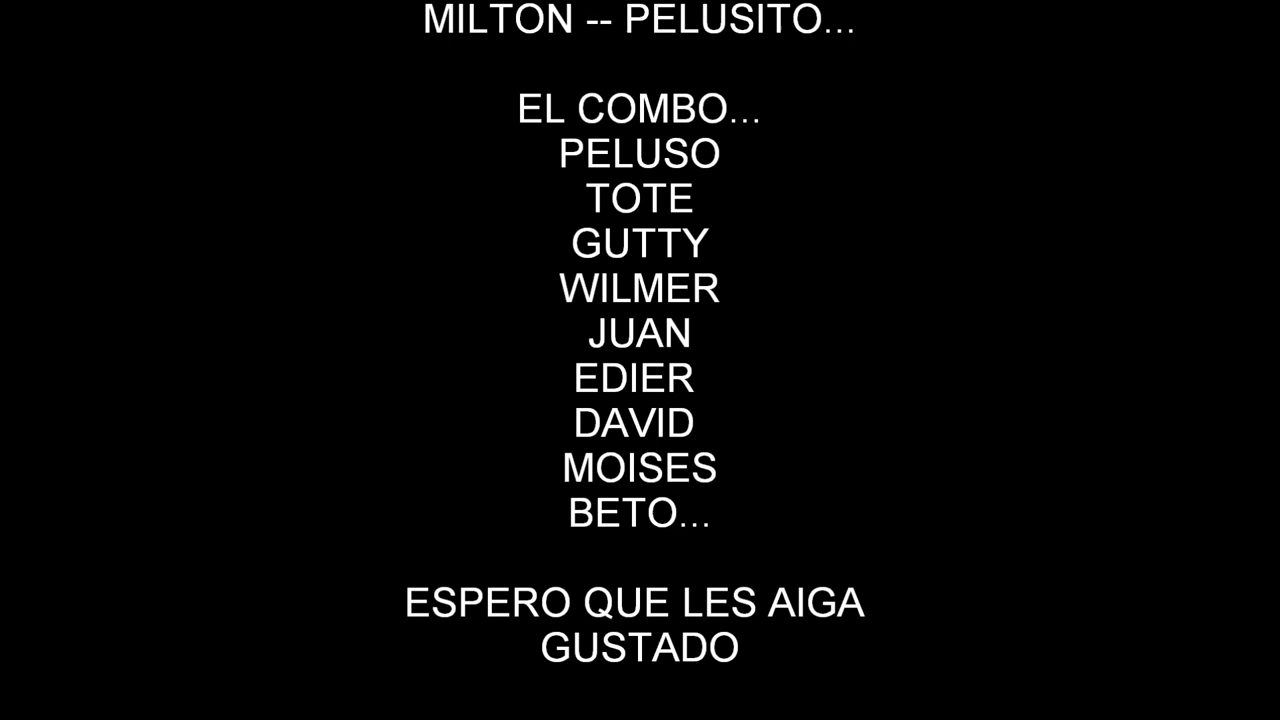 MILTON -- PELUSITO...
EL COMBO...
PELUSO
TOTE
GUTTY
WILMER
JUAN
EDIER
DAVID
MOISES
BETO...
ESPERO QUE LES AIGA
GUSTADO